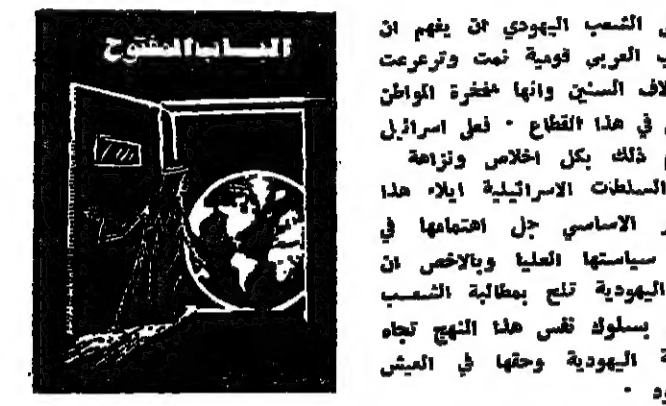 الباب المفتوح
الشعب اليهودي ان يفهم ان
العربي قومية نمت وترعرعت
السنين وانها مفخرة المواطن
في هذا القطاع · فعلى اسرائيل
ذلك بكل اخلاص ونزاهة
السلطات الاسرائيلية ايلاء هذا
الاساسي جل اهتمامها في
سياستها العليا وبالاخص ان
اليهودية تلح بمطالبة الشعب
بسلوك نفس هذا النهج تجاه
اليهودية وحقها في العيش